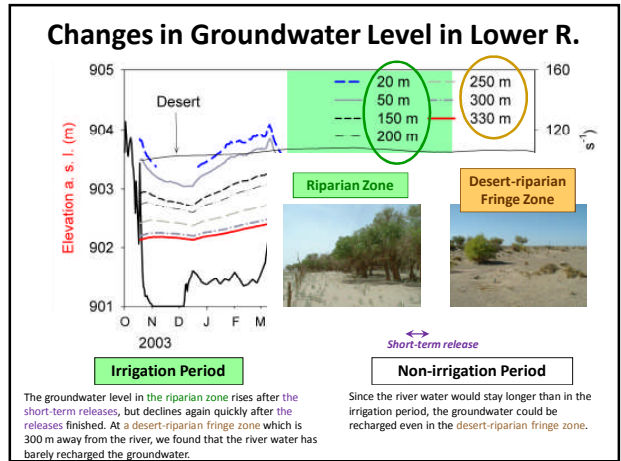 Changes in Groundwater Level in Lower R.
905
904
903
902
901
Elevation a. s. l. (m)
Desert
O N D J F M
2003
20 m
50 m
150 m
200 m
250 m
300 m
330 m
160
120
s⁻¹)
Riparian Zone
Desert-riparian
Fringe Zone
Short-term release
Irrigation Period
The groundwater level in the riparian zone rises after the
short-term releases, but declines again quickly after the
releases finished. At a desert-riparian fringe zone which is
300 m away from the river, we found that the river water has
barely recharged the groundwater.
Non-irrigation Period
Since the river water would stay longer than in the
irrigation period, the groundwater could be
recharged even in the desert-riparian fringe zone.